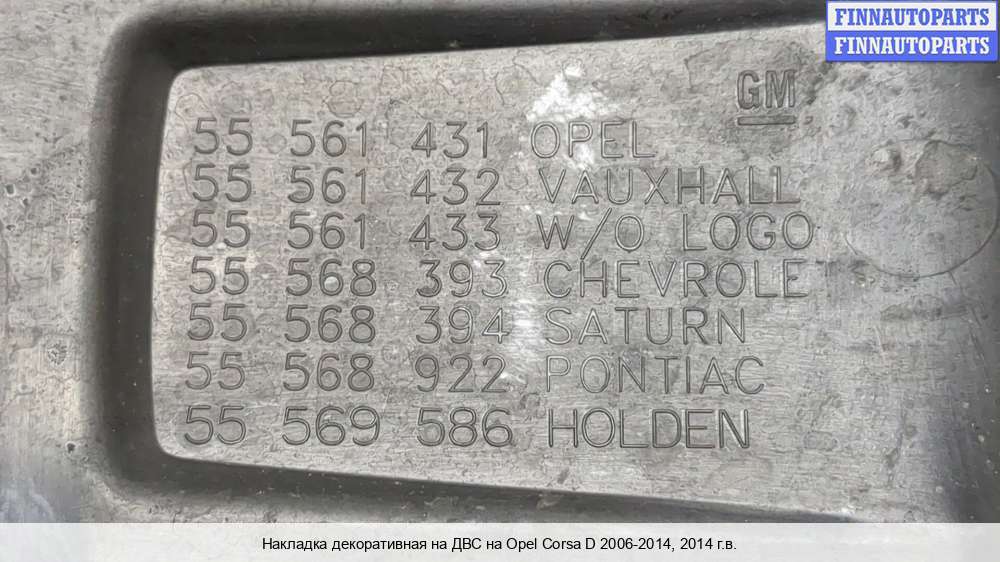 FINNAUTOPARTS
FINNAUTOPARTS
GM
55 561 431 OPEL
55 561 432 VAUXHALL
55 561 433 W/O LOGO
55 568 393 CHEVROLE
55 568 394 SATURN
55 568 922 PONTIAC
55 569 586 HOLDEN
Накладка декоративная на ДВС на Opel Corsa D 2006-2014, 2014 г.в.